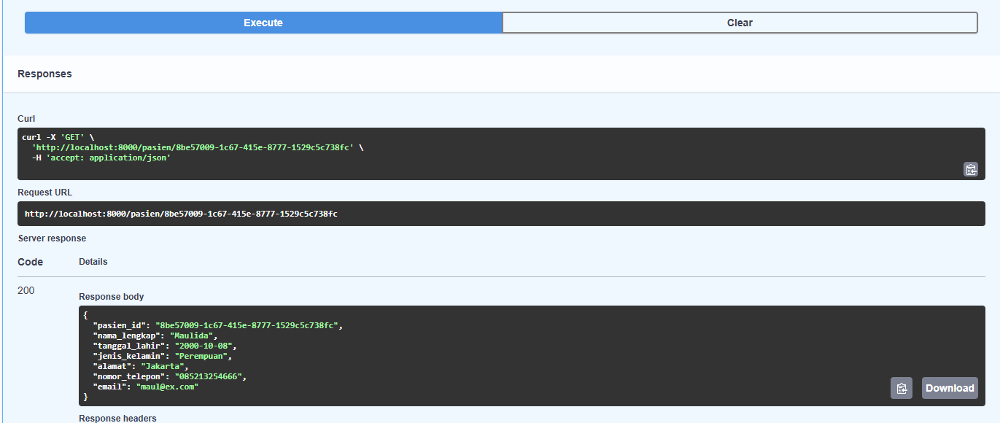 Execute
Clear
Responses
Curl
curl -X 'GET' \
  'http://localhost:8000/pasien/8be57009-1c67-415e-8777-1529c5c738fc' \
  -H 'accept: application/json'
Request URL
http://localhost:8000/pasien/8be57009-1c67-415e-8777-1529c5c738fc
Server response
Code Details
200
Response body
{
  "pasien_id": "8be57009-1c67-415e-8777-1529c5c738fc",
  "nama_lengkap": "Maulida",
  "tanggal_lahir": "2000-10-08",
  "jenis_kelamin": "Perempuan",
  "alamat": "Jakarta",
  "nomor_telepon": "085213254666",
  "email": "maul@ex.com"
}
Download
Response headers